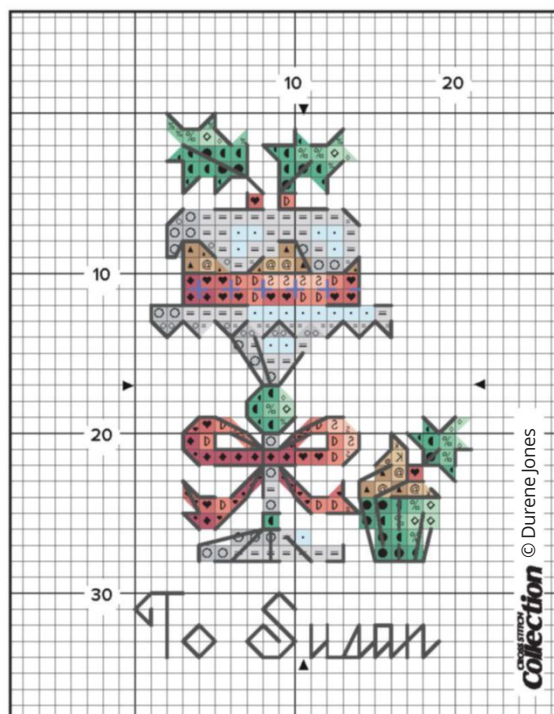 10 20
10
20
30
To Susan
© Durene Jones
CROSS STITCH
Collection